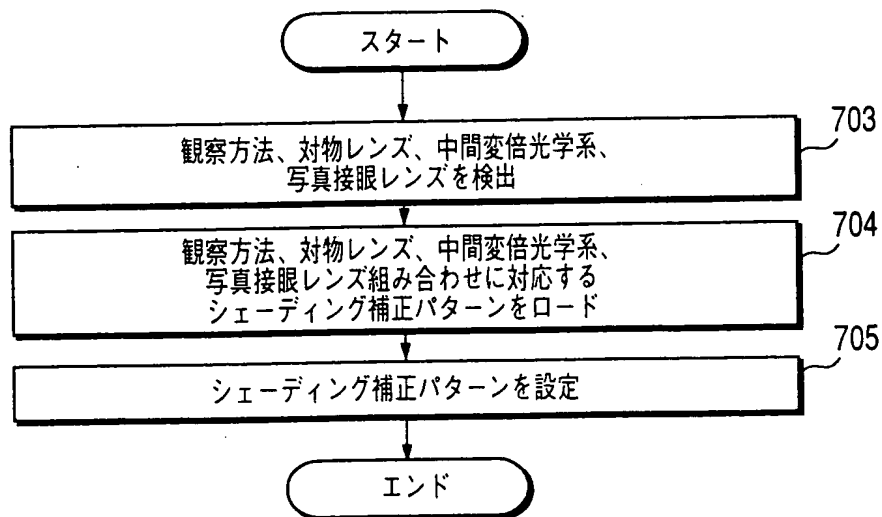 スタート
703
観察方法、対物レンズ、中間変倍光学系、
写真接眼レンズを検出
704
観察方法、対物レンズ、中間変倍光学系、
写真接眼レンズ組み合わせに対応する
シェーディング補正パターンをロード
705
シェーディング補正パターンを設定
エンド